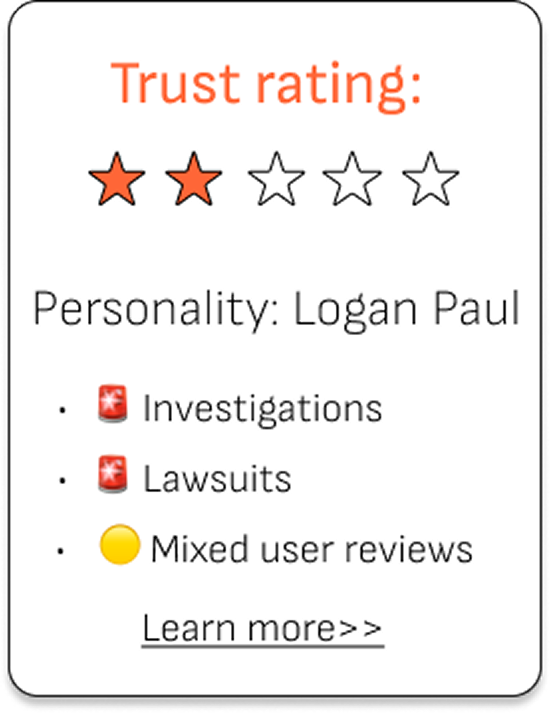 Trust rating:
Personality: Logan Paul
• Investigations
• Lawsuits
• Mixed user reviews
Learn more>>